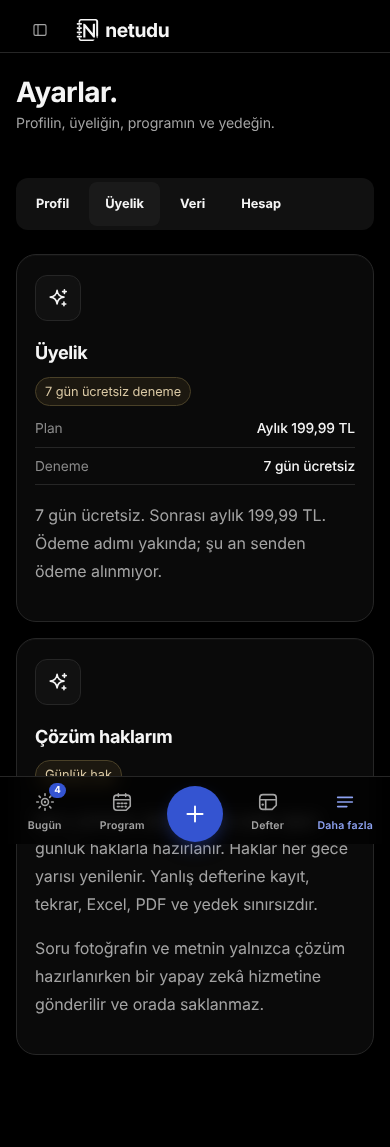 netudu
Ayarlar.
Profilin, üyeliğin, programın ve yedeğin.
Profil
Üyelik
Veri
Hesap
Üyelik
7 gün ücretsiz deneme
Plan
Aylık 199,99 TL
Deneme
7 gün ücretsiz
7 gün ücretsiz. Sonrası aylık 199,99 TL.
Ödeme adımı yakında; şu an senden
ödeme alınmıyor.
Çözüm haklarım
Günlük hak
4
Bugün
Program
Defter
Daha fazla
günlük haklarla hazırlanır. Haklar her gece
yarısı yenilenir. Yanlış defterine kayıt,
tekrar, Excel, PDF ve yedek sınırsızdır.
Soru fotoğrafın ve metnin yalnızca çözüm
hazırlanırken bir yapay zekâ hizmetine
gönderilir ve orada saklanmaz.